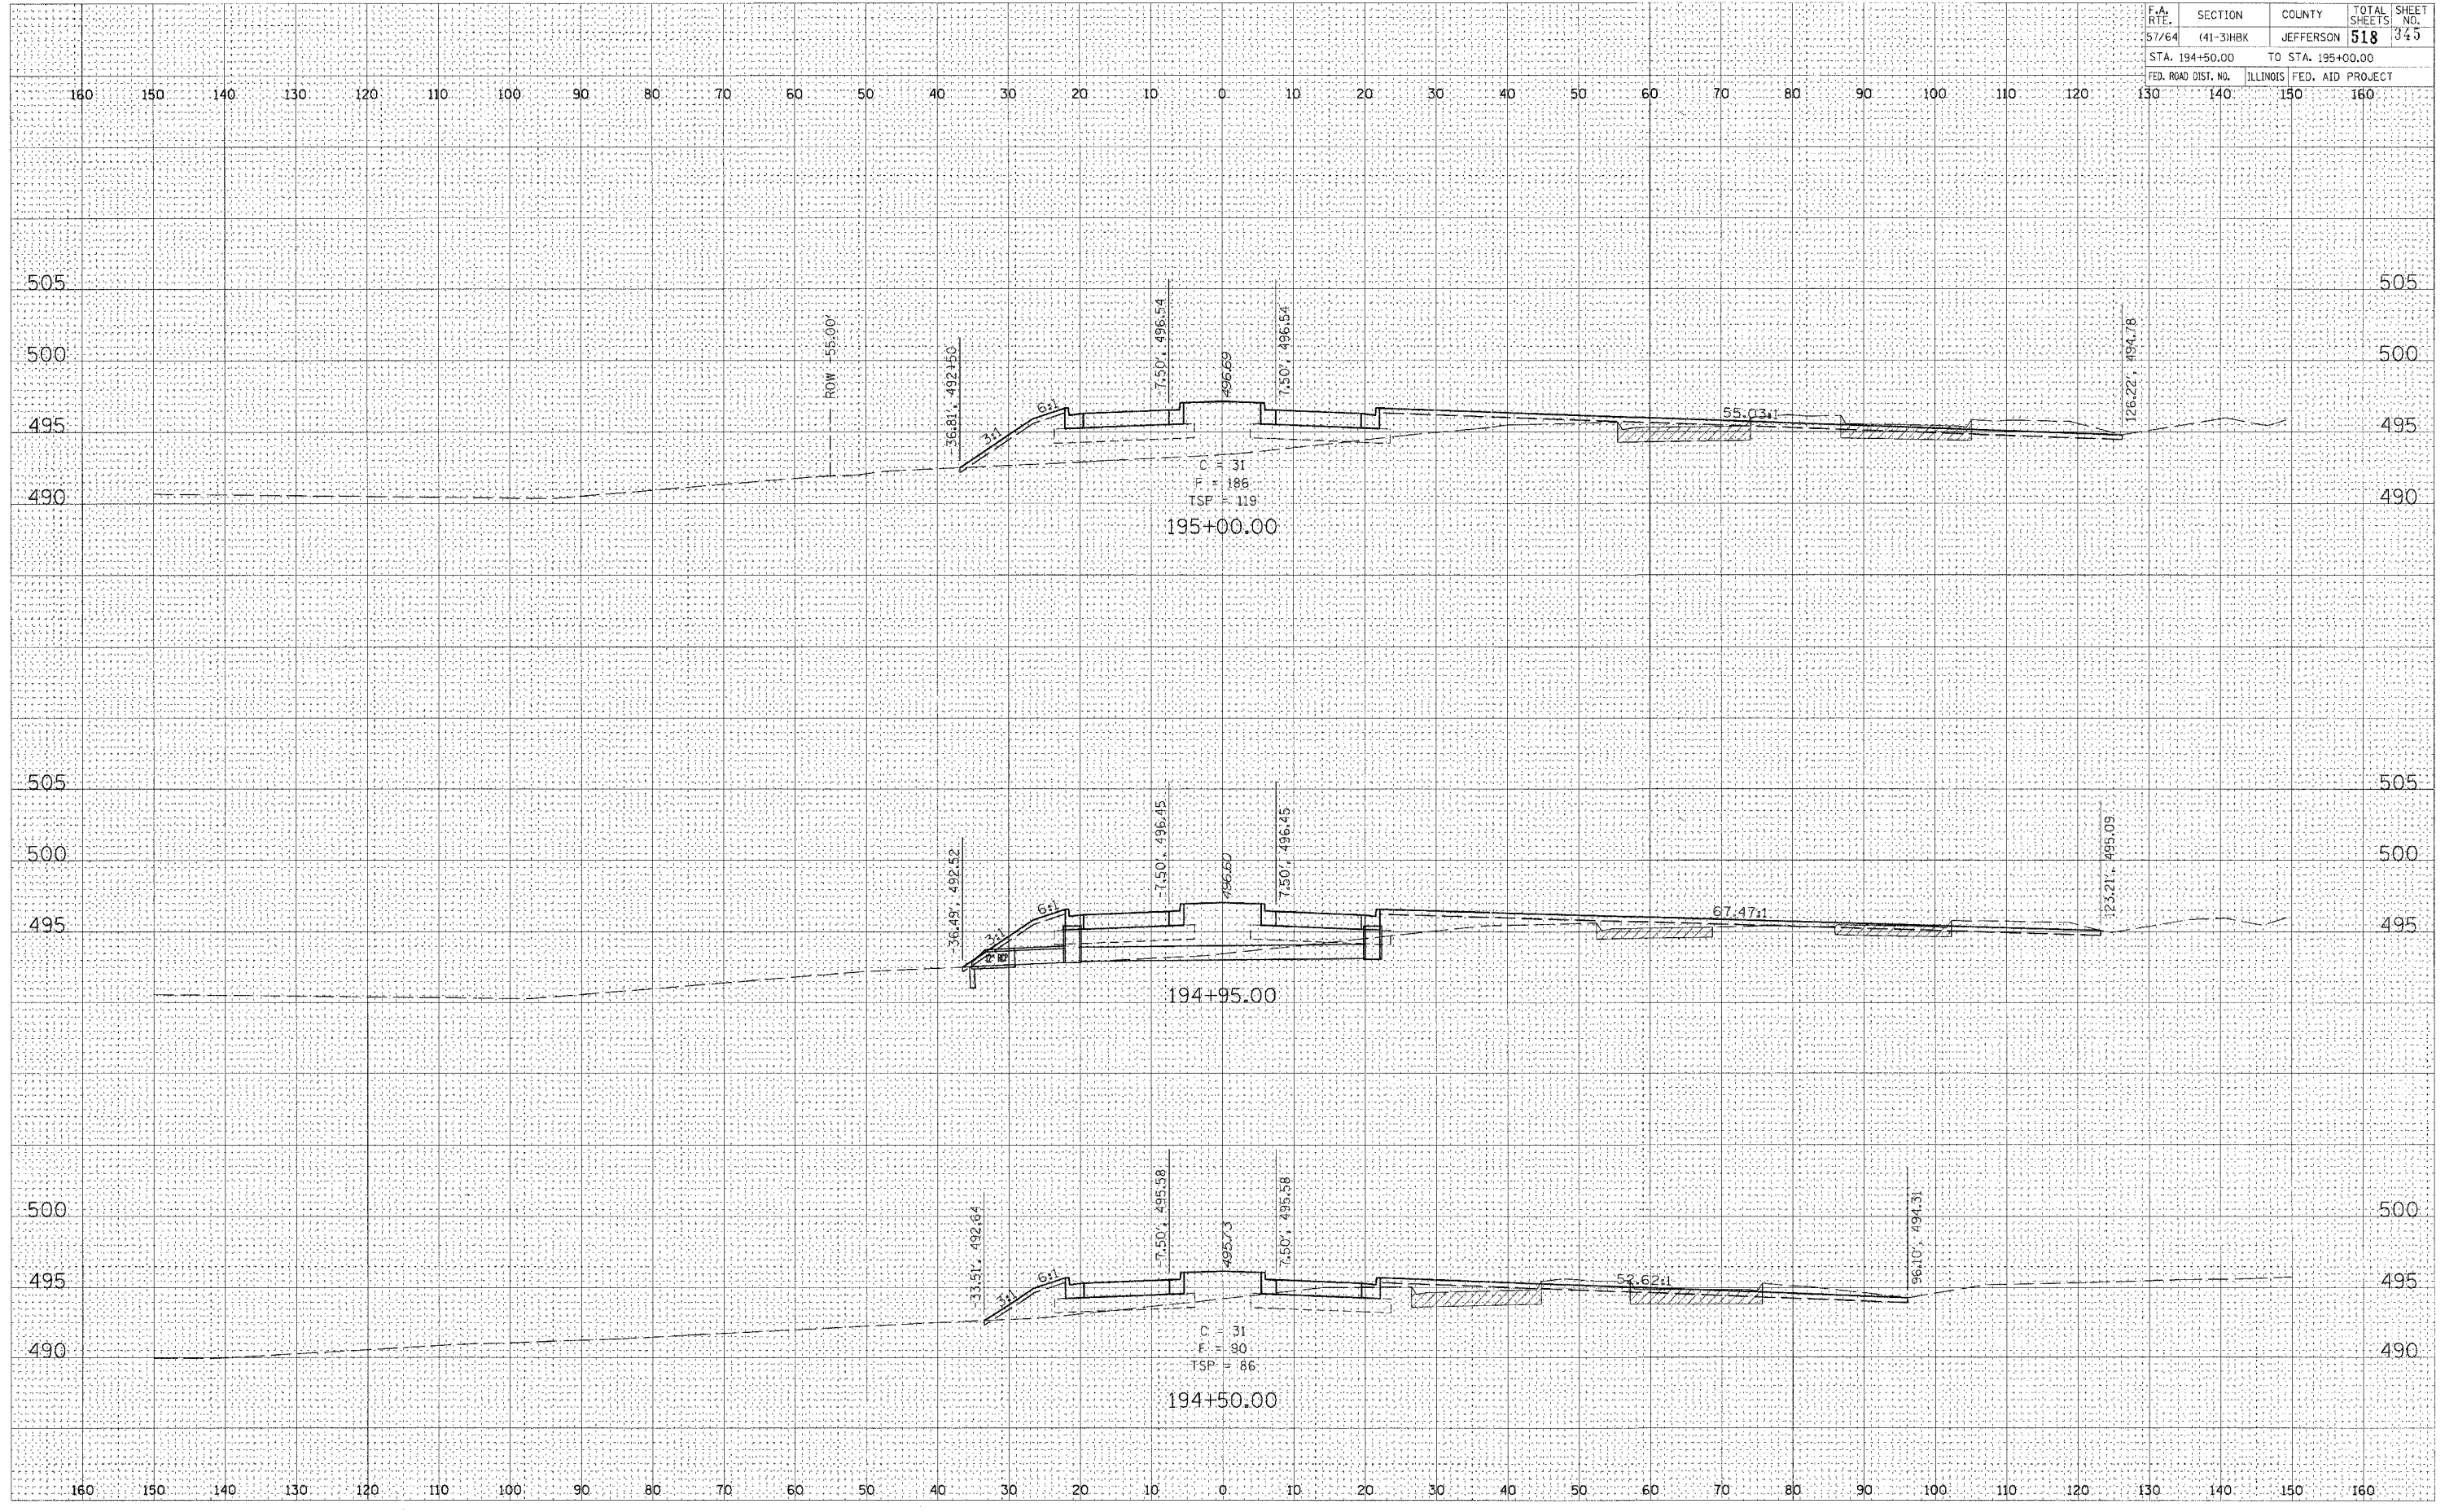 F.A. RTE. SECTION COUNTY TOTAL SHEETS SHEET NO.
57/64 (41-3)HBK JEFFERSON 518 345
STA. 194+50.00 TO STA. 195+00.00
FED. ROAD DIST. NO. ILLINOIS FED. AID PROJECT
160 150 140 130 120 110 100 90 80 70 60 50 40 30 20 10 0 10 20 30 40 50 60 70 80 90 100 110 120 130 140 150 160
505 505
500 500
495 495
490 490
ROW -55.00'
-36.81', 492+50
-7.50', 496.54
496.69
7.50', 496.54
126.22', 494.78
3:1
6:1
55.03:1
C = 31
F = 186
TSP = 119
195+00.00
505 505
500 500
495 495
-36.49', 492.52
-7.50', 496.45
496.60
7.50', 496.45
123.21', 495.09
3:1
6:1
67.47:1
12" RCP
194+95.00
500 500
495 495
490 490
-33.51', 492.64
-7.50', 495.58
495.73
7.50', 495.58
96.10', 494.31
3:1
6:1
52.62:1
C = 31
F = 90
TSP = 86
194+50.00
160 150 140 130 120 110 100 90 80 70 60 50 40 30 20 10 0 10 20 30 40 50 60 70 80 90 100 110 120 130 140 150 160